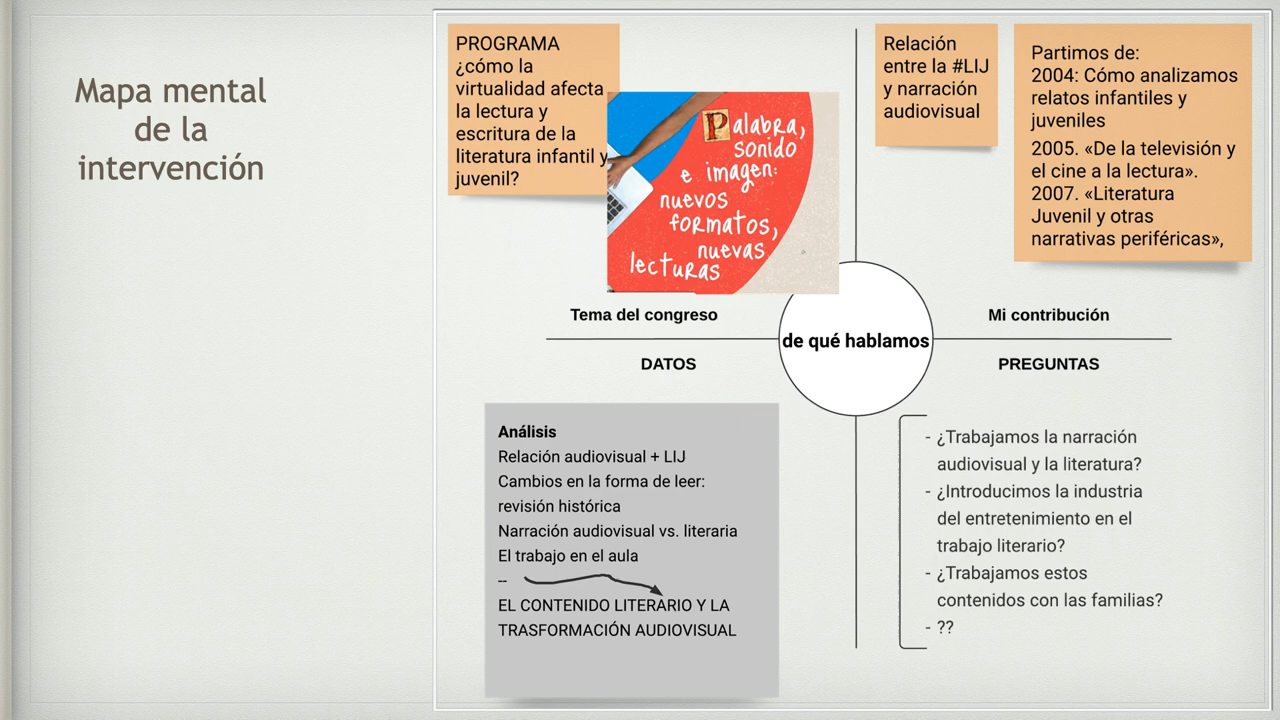 Mapa mental
de la
intervención
PROGRAMA
¿cómo la
virtualidad afecta
la lectura y
escritura de la
literatura infantil y
juvenil?
Palabra,
sonido
e imagen:
nuevos
formatos,
nuevas
lecturas
Relación
entre la #LIJ
y narración
audiovisual
Partimos de:
2004: Cómo analizamos
relatos infantiles y
juveniles
2005. «De la televisión y
el cine a la lectura».
2007. «Literatura
Juvenil y otras
narrativas periféricas»,
Tema del congreso
Mi contribución
de qué hablamos
DATOS
PREGUNTAS
Análisis
Relación audiovisual + LIJ
Cambios en la forma de leer:
revisión histórica
Narración audiovisual vs. literaria
El trabajo en el aula
--
EL CONTENIDO LITERARIO Y LA
TRASFORMACIÓN AUDIOVISUAL
- ¿Trabajamos la narración
audiovisual y la literatura?
- ¿Introducimos la industria
del entretenimiento en el
trabajo literario?
- ¿Trabajamos estos
contenidos con las familias?
- ??